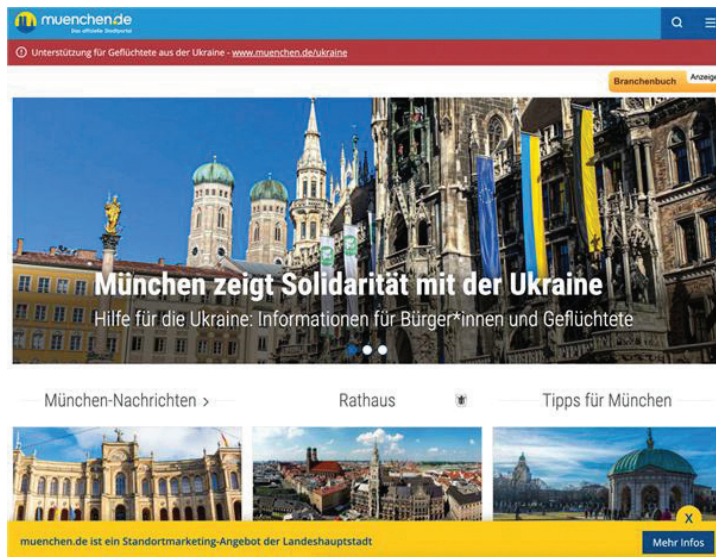 muenchen.de
Das offizielle Stadtportal
Unterstützung für Geflüchtete aus der Ukraine - www.muenchen.de/ukraine
Branchenbuch
Anzeige
München zeigt Solidarität mit der Ukraine
Hilfe für die Ukraine: Informationen für Bürger*innen und Geflüchtete
München-Nachrichten >
Rathaus
Tipps für München
X
muenchen.de ist ein Standortmarketing-Angebot der Landeshauptstadt
Mehr Infos